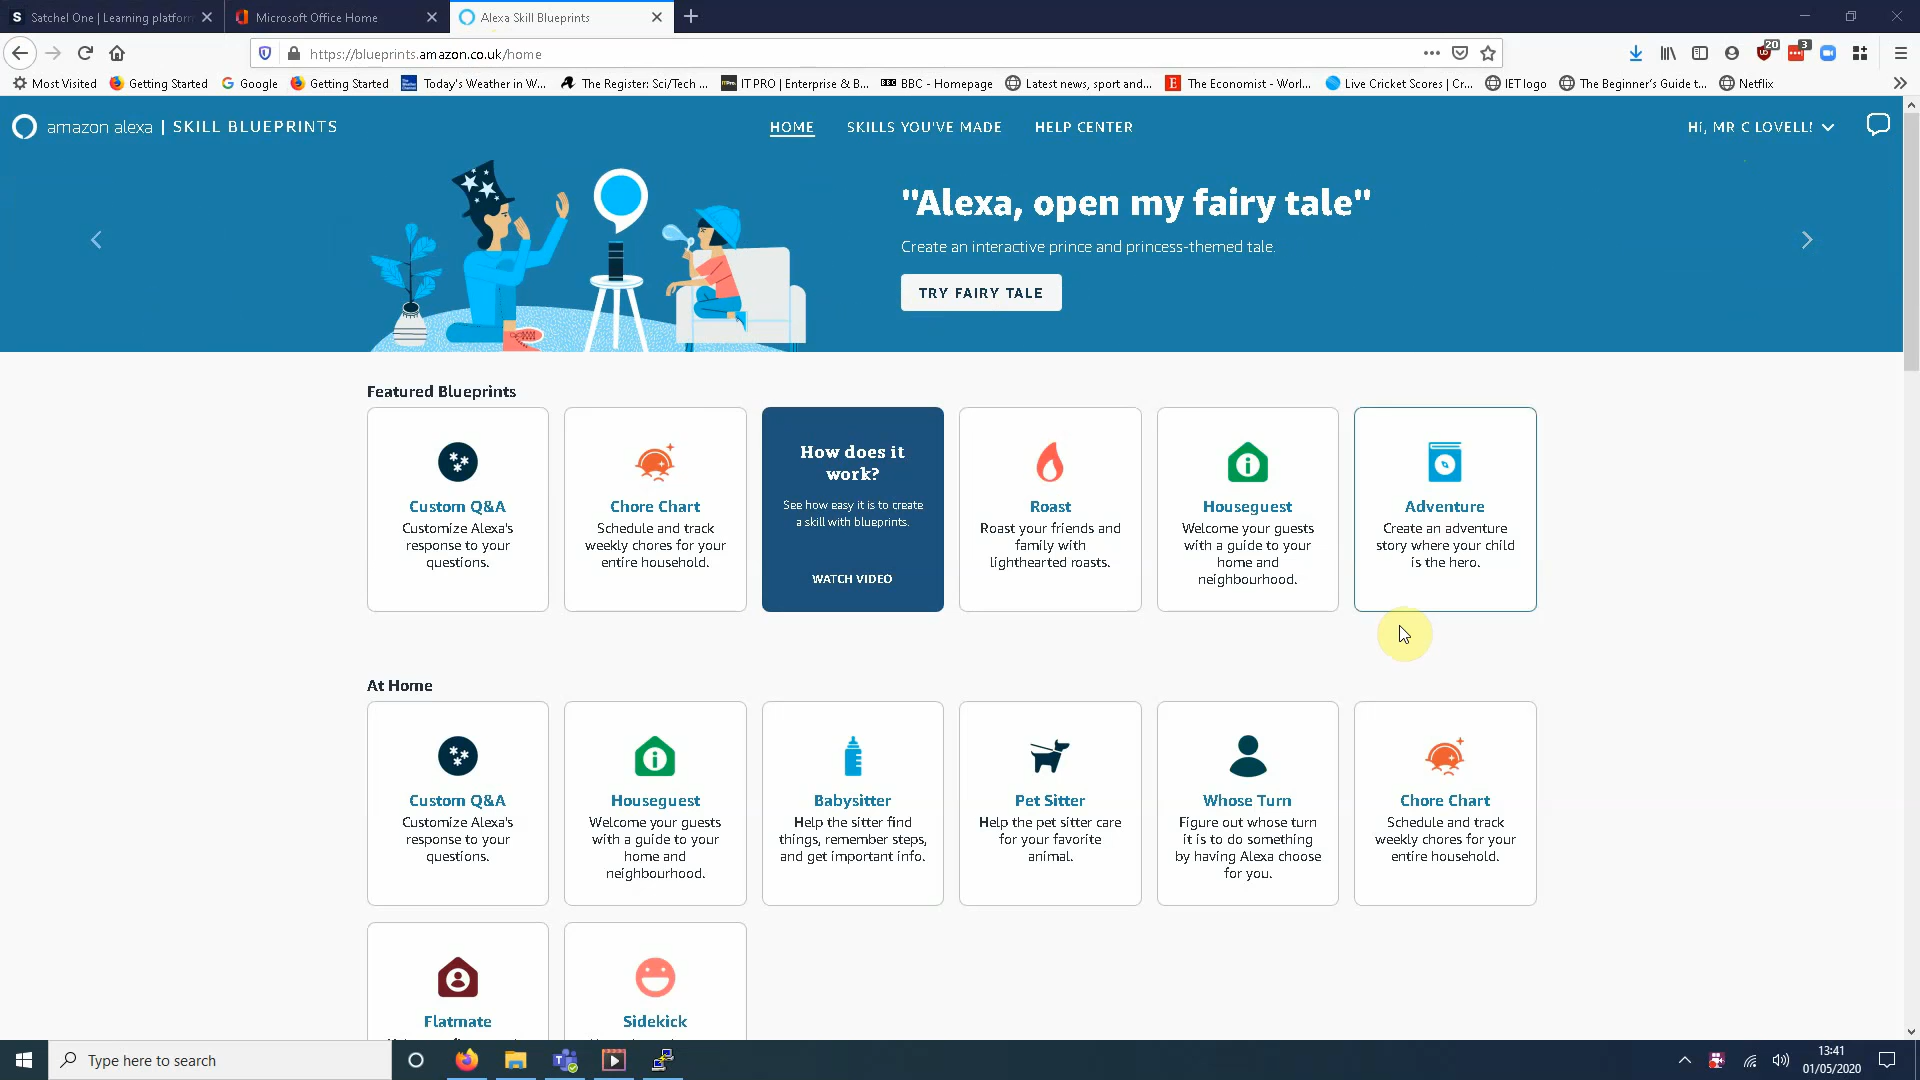 Satchel One | Learning platform
Microsoft Office Home
Alexa Skill Blueprints
https://blueprints.amazon.co.uk/home
20
3
Most Visited
Getting Started
Google
Getting Started
Today's Weather in W...
The Register: Sci/Tech ...
IT PRO | Enterprise & B...
BBC - Homepage
Latest news, sport and...
The Economist - Worl...
Live Cricket Scores | Cr...
IET logo
The Beginner's Guide t...
Netflix
amazon alexa | SKILL BLUEPRINTS
HOME
SKILLS YOU'VE MADE
HELP CENTER
Hi, MR C LOVELL!
"Alexa, open my fairy tale"
Create an interactive prince and princess-themed tale.
TRY FAIRY TALE
Featured Blueprints
Custom Q&A
Customize Alexa's
response to your
questions.
Chore Chart
Schedule and track
weekly chores for your
entire household.
How does it
work?
See how easy it is to create
a skill with blueprints.
WATCH VIDEO
Roast
Roast your friends and
family with
lighthearted roasts.
Houseguest
Welcome your guests
with a guide to your
home and
neighbourhood.
Adventure
Create an adventure
story where your child
is the hero.
At Home
Custom Q&A
Customize Alexa's
response to your
questions.
Houseguest
Welcome your guests
with a guide to your
home and
neighbourhood.
Babysitter
Help the sitter find
things, remember steps,
and get important info.
Pet Sitter
Help the pet sitter care
for your favorite
animal.
Whose Turn
Figure out whose turn
it is to do something
by having Alexa choose
for you.
Chore Chart
Schedule and track
weekly chores for your
entire household.
Flatmate
Sidekick
Type here to search
13:41
01/05/2020